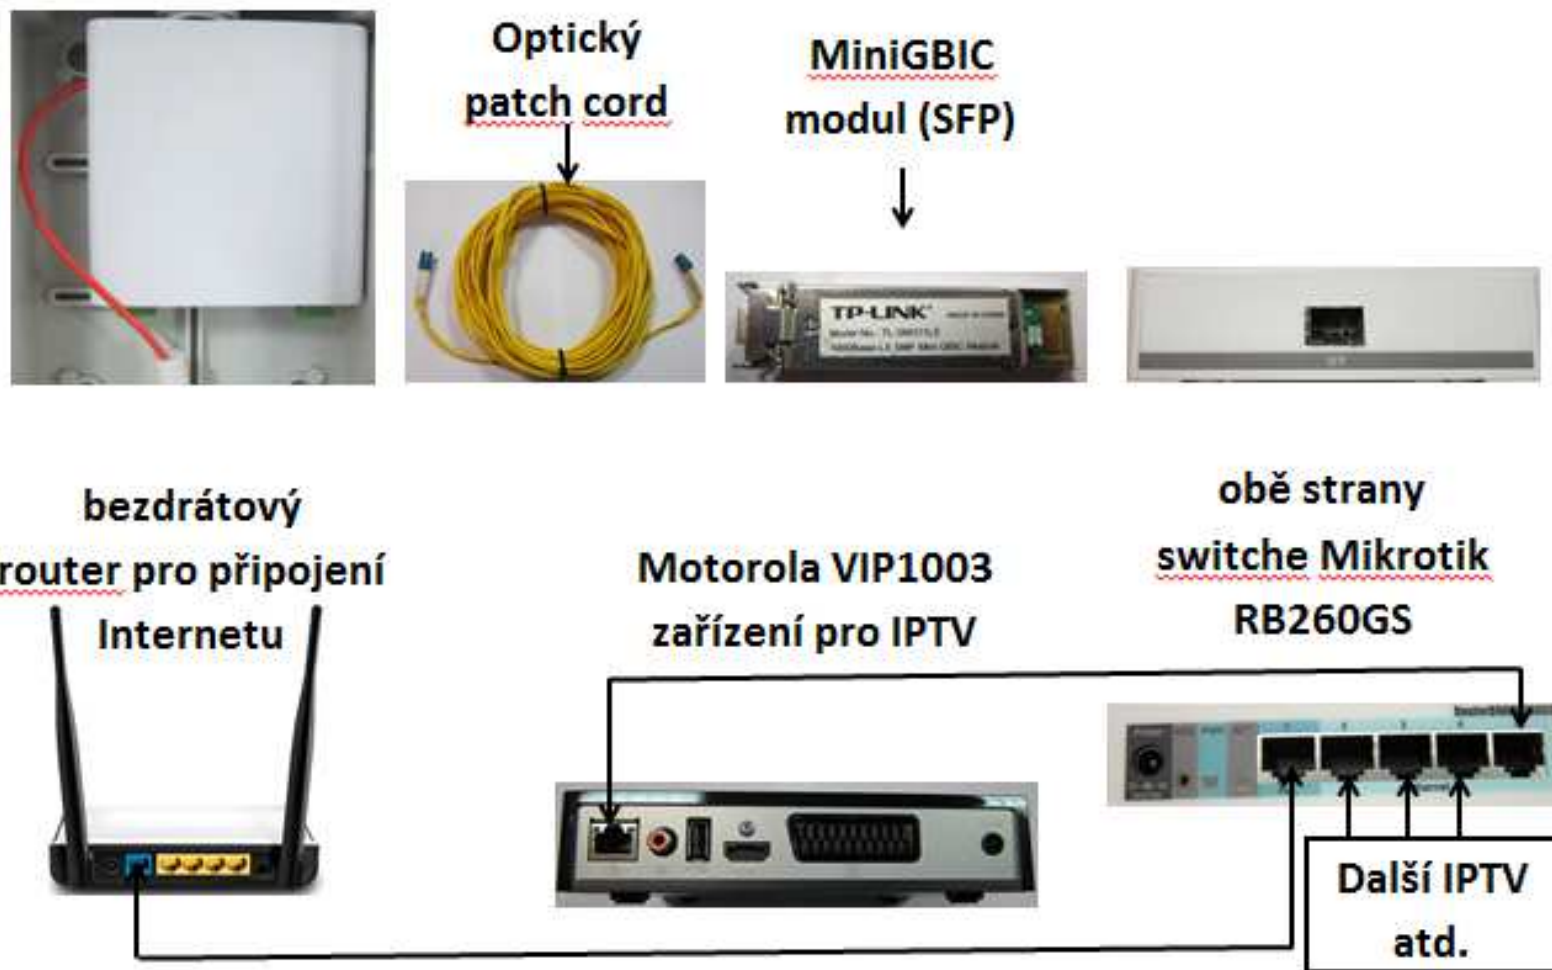 Optický
patch cord
MiniGBIC
modul (SFP)
TP-LINK
bezdrátový
router pro připojení
Internetu
Motorola VIP1003
zařízení pro IPTV
obě strany
switche Mikrotik
RB260GS
Další IPTV
atd.